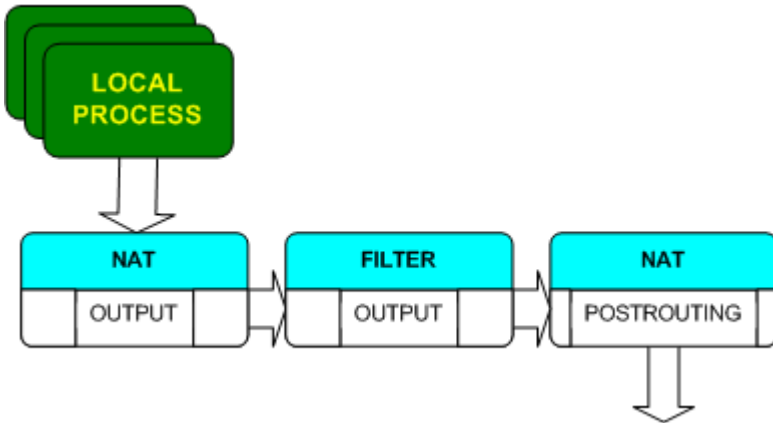 LOCAL
PROCESS
NAT
FILTER
NAT
OUTPUT
OUTPUT
POSTROUTING